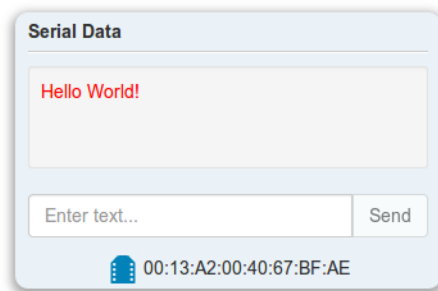 Serial Data
Hello World!
Enter text... Send
00:13:A2:00:40:67:BF:AE